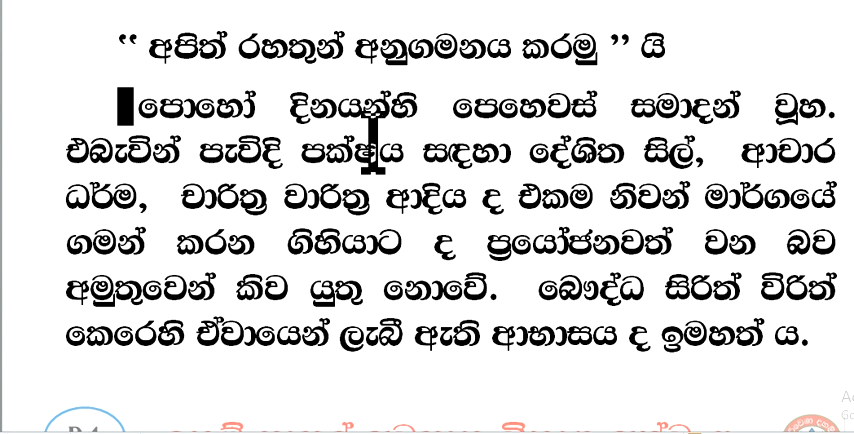 “ අපිත් රහතුන් අනුගමනය කරමු ” යි
පොහෝ දිනයන්හි පෙහෙවස් සමාදන් වූහ.
එබැවින් පැවිදි පක්ෂය සඳහා දේශිත සිල්, ආචාර
ධර්ම, චාරිත්‍ර වාරිත්‍ර ආදිය ද එකම නිවන් මාර්ගයේ
ගමන් කරන ගිහියාට ද ප්‍රයෝජනවත් වන බව
අමුතුවෙන් කිව යුතු නොවේ. බෞද්ධ සිරිත් විරිත්
කෙරෙහි ඒවායෙන් ලැබී ඇති ආභාසය ද ඉමහත් ය.